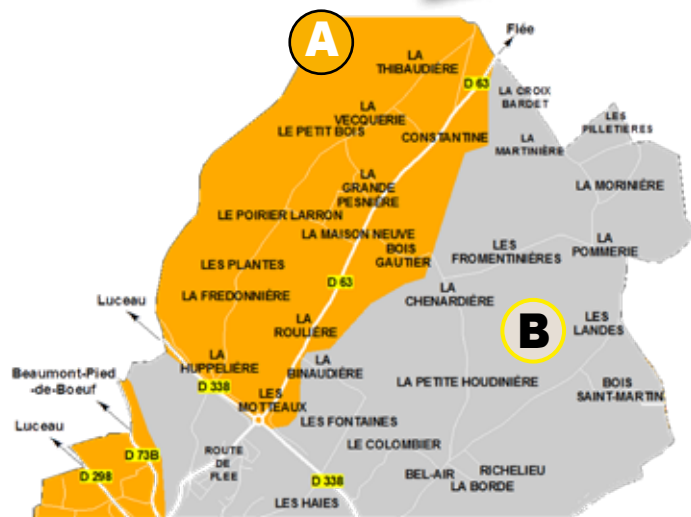 A
Flée
LA
THIBAUDIÈRE
D 63
LA CROIX
BARDET
LES
PILLETIÈRES
LA
VECQUERIE
LE PETIT BOIS
CONSTANTINE
LA
MARTINIÈRE
LA
GRANDE
PESNIÈRE
LA MORINIÈRE
LE POIRIER LARRON
LA MAISON NEUVE
BOIS
GAUTIER
LES
FROMENTINIÈRES
LA
POMMERIE
LES PLANTES
D 63
LA FREDONNIÈRE
LA
CHENARDIÈRE
Luceau
LA
ROULIÈRE
B
LES
LANDES
LA
HUPPELIÈRE
LA
BINAUDIÈRE
Beaumont-Pied
-de-Boeuf
D 338
LES
MOTTEAUX
LA PETITE HOUDINIÈRE
BOIS
SAINT-MARTIN
Luceau
LES FONTAINES
ROUTE
DE
FLEE
LE COLOMBIER
D 73B
D 298
D 338
BEL-AIR
RICHELIEU
LA BORDE
LES HAIES